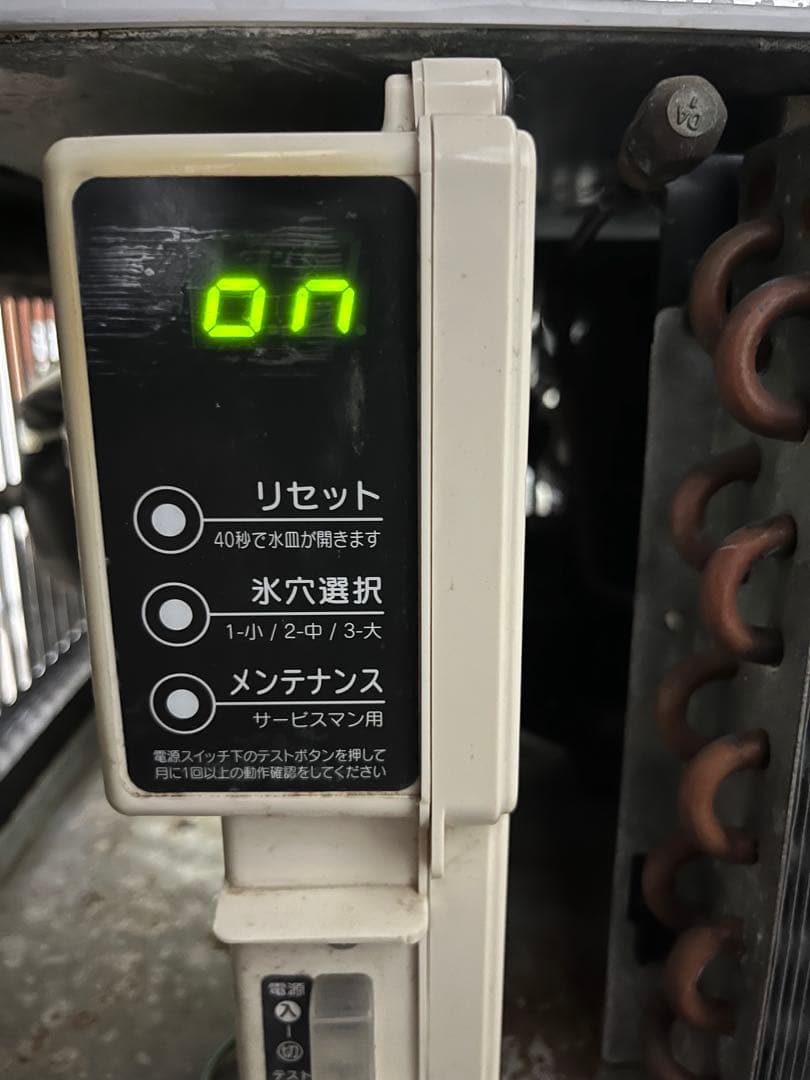 on
リセット
40秒で水皿が開きます
氷穴選択
1-小 / 2-中 / 3-大
メンテナンス
サービスマン用
電源スイッチ下のテストボタンを押して
月に1回以上の動作確認をしてください
電源
入
切
テスト